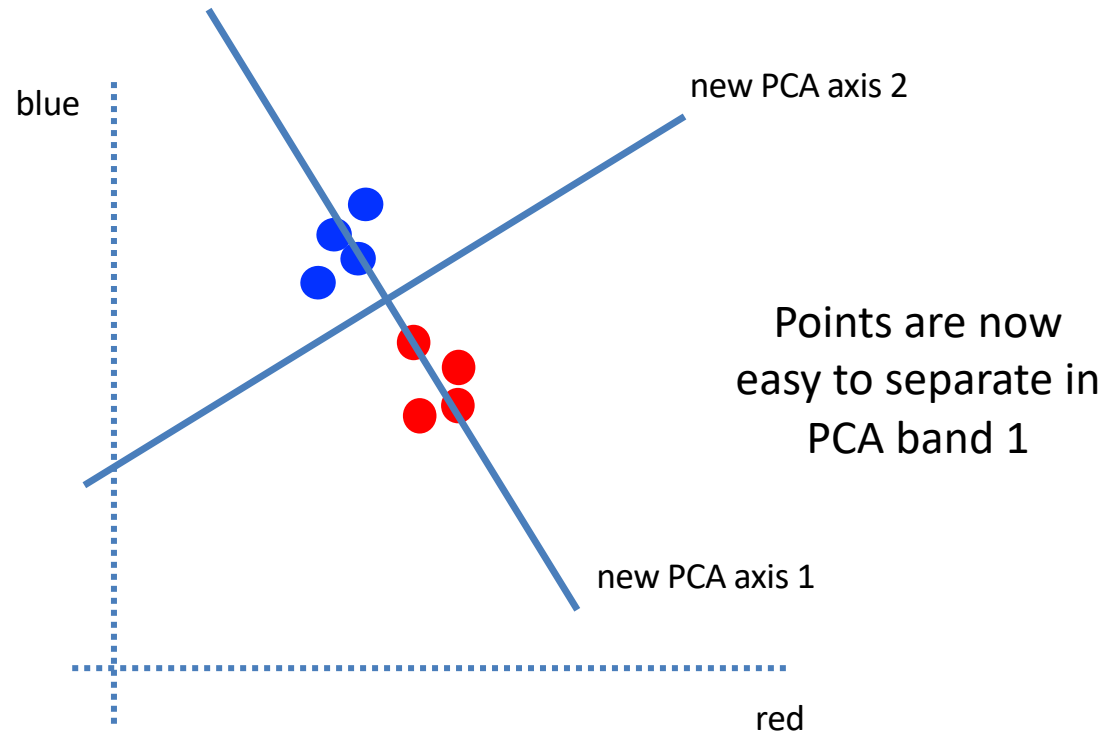 new PCA axis 2
blue
Points are now
easy to separate in
PCA band 1
new PCA axis 1
red